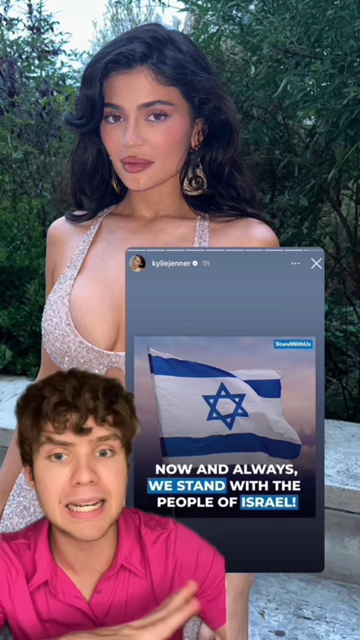 kyliejenner 1h
StandWithUs
NOW AND ALWAYS,
WE STAND WITH THE
PEOPLE OF ISRAEL!